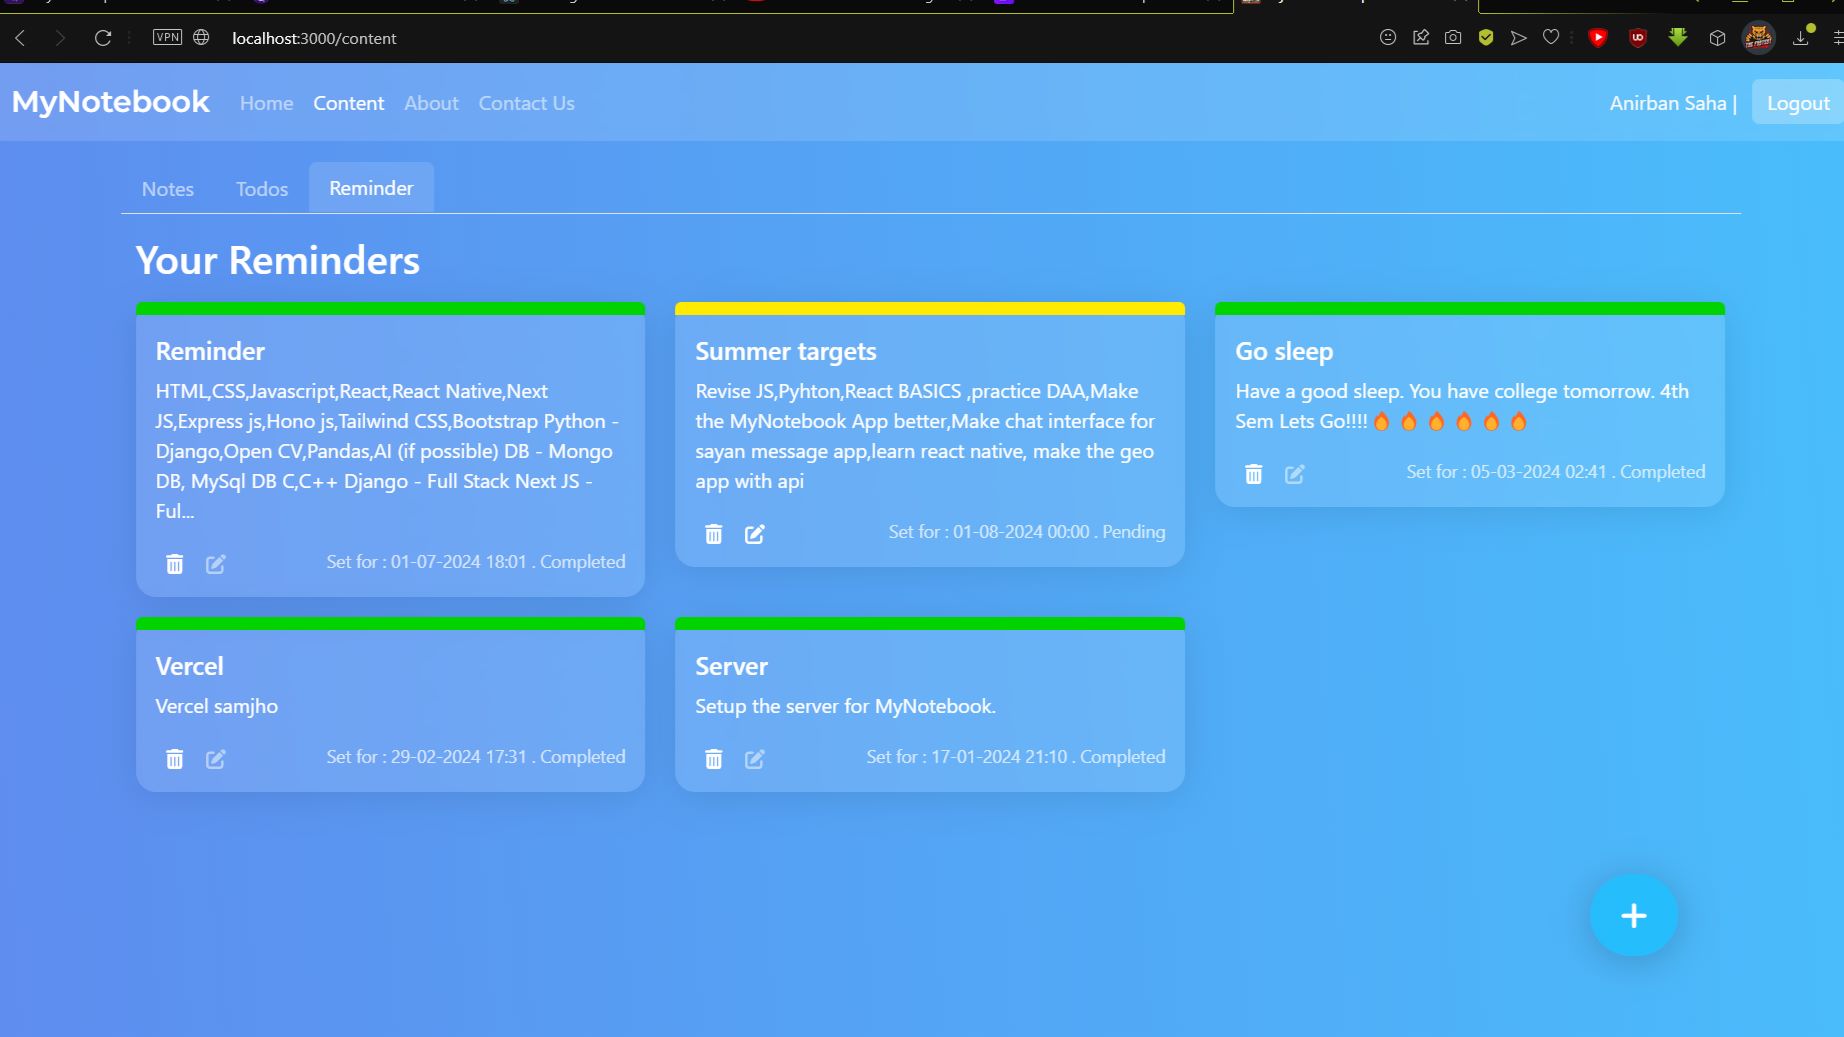 VPN
localhost:3000/content
MyNotebook Home Content About Contact Us
Anirban Saha | Logout
Notes Todos Reminder
Your Reminders
Reminder
HTML,CSS,Javascript,React,React Native,Next
JS,Express js,Hono js,Tailwind CSS,Bootstrap Python -
Django,Open CV,Pandas,AI (if possible) DB - Mongo
DB, MySql DB C,C++ Django - Full Stack Next JS -
Ful...
Set for : 01-07-2024 18:01 . Completed
Summer targets
Revise JS,Pyhton,React BASICS ,practice DAA,Make
the MyNotebook App better,Make chat interface for
sayan message app,learn react native, make the geo
app with api
Set for : 01-08-2024 00:00 . Pending
Go sleep
Have a good sleep. You have college tomorrow. 4th
Sem Lets Go!!!! 🔥 🔥 🔥 🔥 🔥 🔥
Set for : 05-03-2024 02:41 . Completed
Vercel
Vercel samjho
Set for : 29-02-2024 17:31 . Completed
Server
Setup the server for MyNotebook.
Set for : 17-01-2024 21:10 . Completed